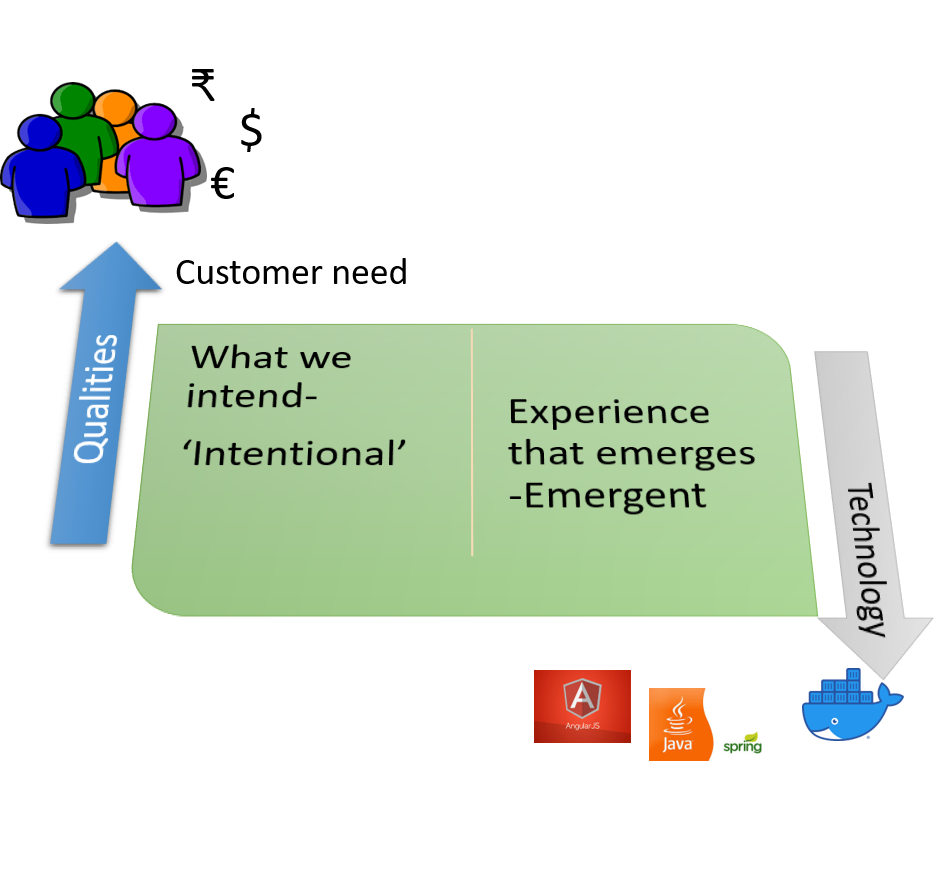 ₹
$
€
Customer need
Qualities
What we
intend-
‘Intentional’
Experience
that emerges
-Emergent
Technology
AngularJS
Java
spring